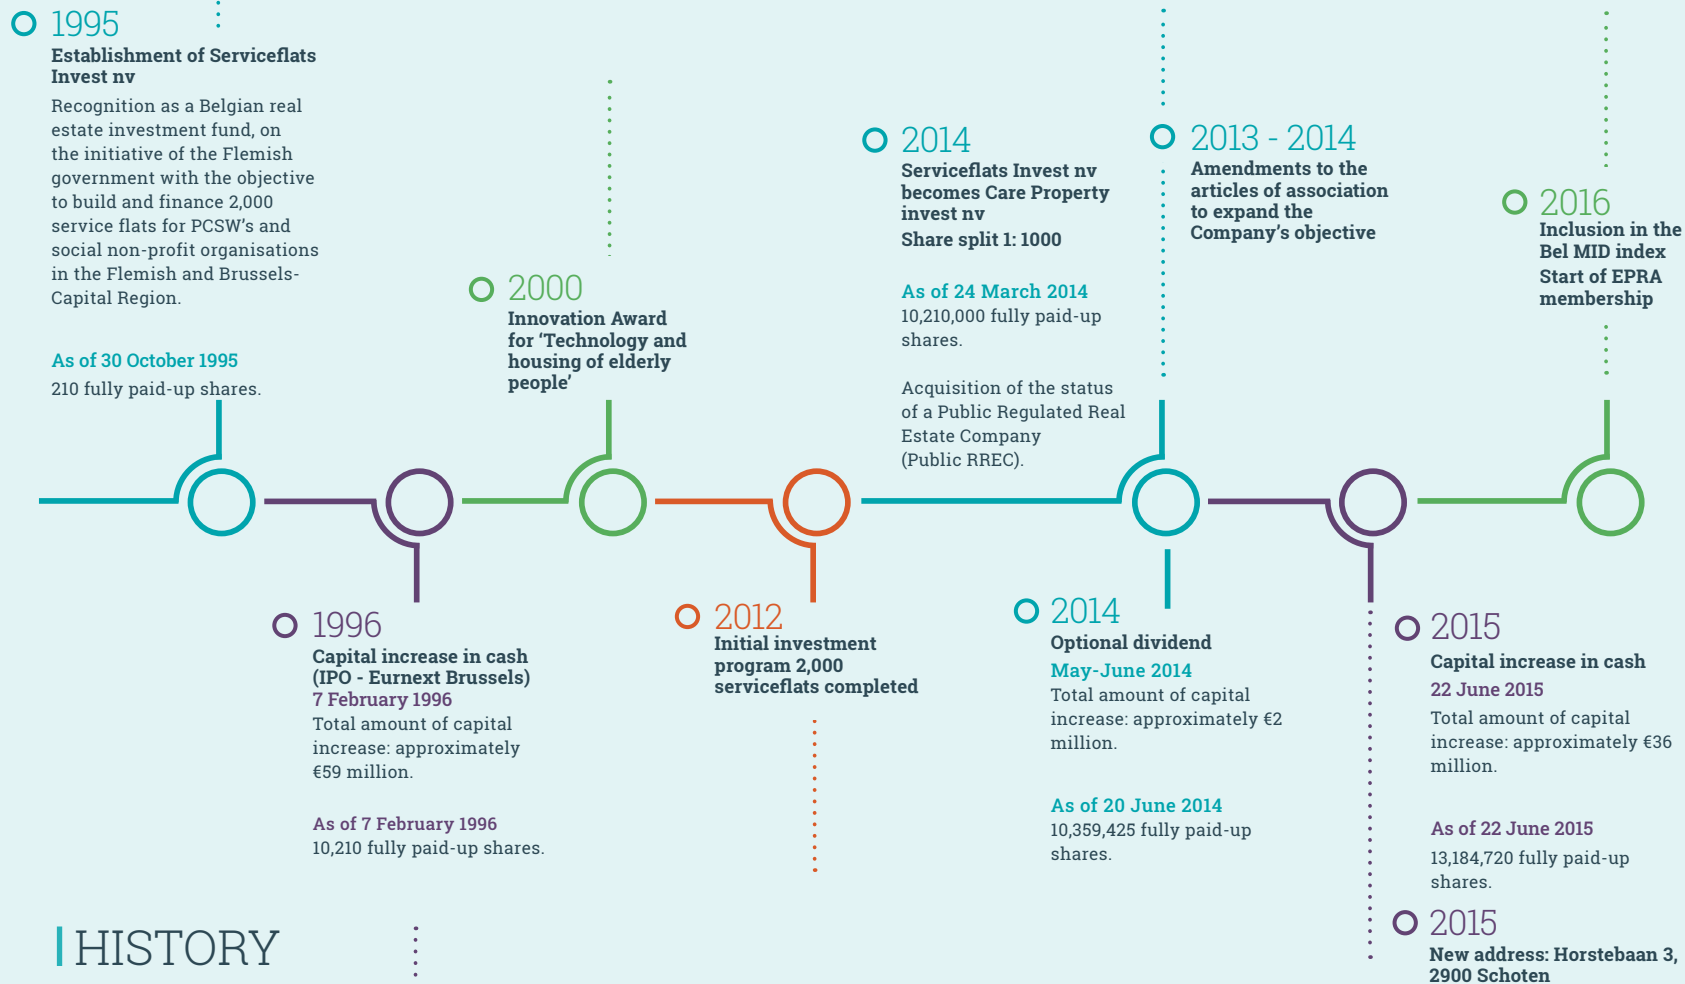 1995
Establishment of Serviceflats
Invest nv
Recognition as a Belgian real
estate investment fund, on
the initiative of the Flemish
government with the objective
to build and finance 2,000
service flats for PCSW's and
social non-profit organisations
in the Flemish and Brussels-
Capital Region.
As of 30 October 1995
210 fully paid-up shares.
1996
Capital increase in cash
(IPO - Eurnext Brussels)
7 February 1996
Total amount of capital
increase: approximately
€59 million.
As of 7 February 1996
10,210 fully paid-up shares.
2000
Innovation Award
for ‘Technology and
housing of elderly
people’
2012
Initial investment
program 2,000
serviceflats completed
2014
Serviceflats Invest nv
becomes Care Property
invest nv
Share split 1: 1000
As of 24 March 2014
10,210,000 fully paid-up
shares.
Acquisition of the status
of a Public Regulated Real
Estate Company
(Public RREC).
2013 - 2014
Amendments to the
articles of association
to expand the
Company's objective
2014
Optional dividend
May-June 2014
Total amount of capital
increase: approximately €2
million.
As of 20 June 2014
10,359,425 fully paid-up
shares.
2015
Capital increase in cash
22 June 2015
Total amount of capital
increase: approximately €36
million.
As of 22 June 2015
13,184,720 fully paid-up
shares.
2015
New address: Horstebaan 3,
2900 Schoten
2016
Inclusion in the
Bel MID index
Start of EPRA
membership
HISTORY